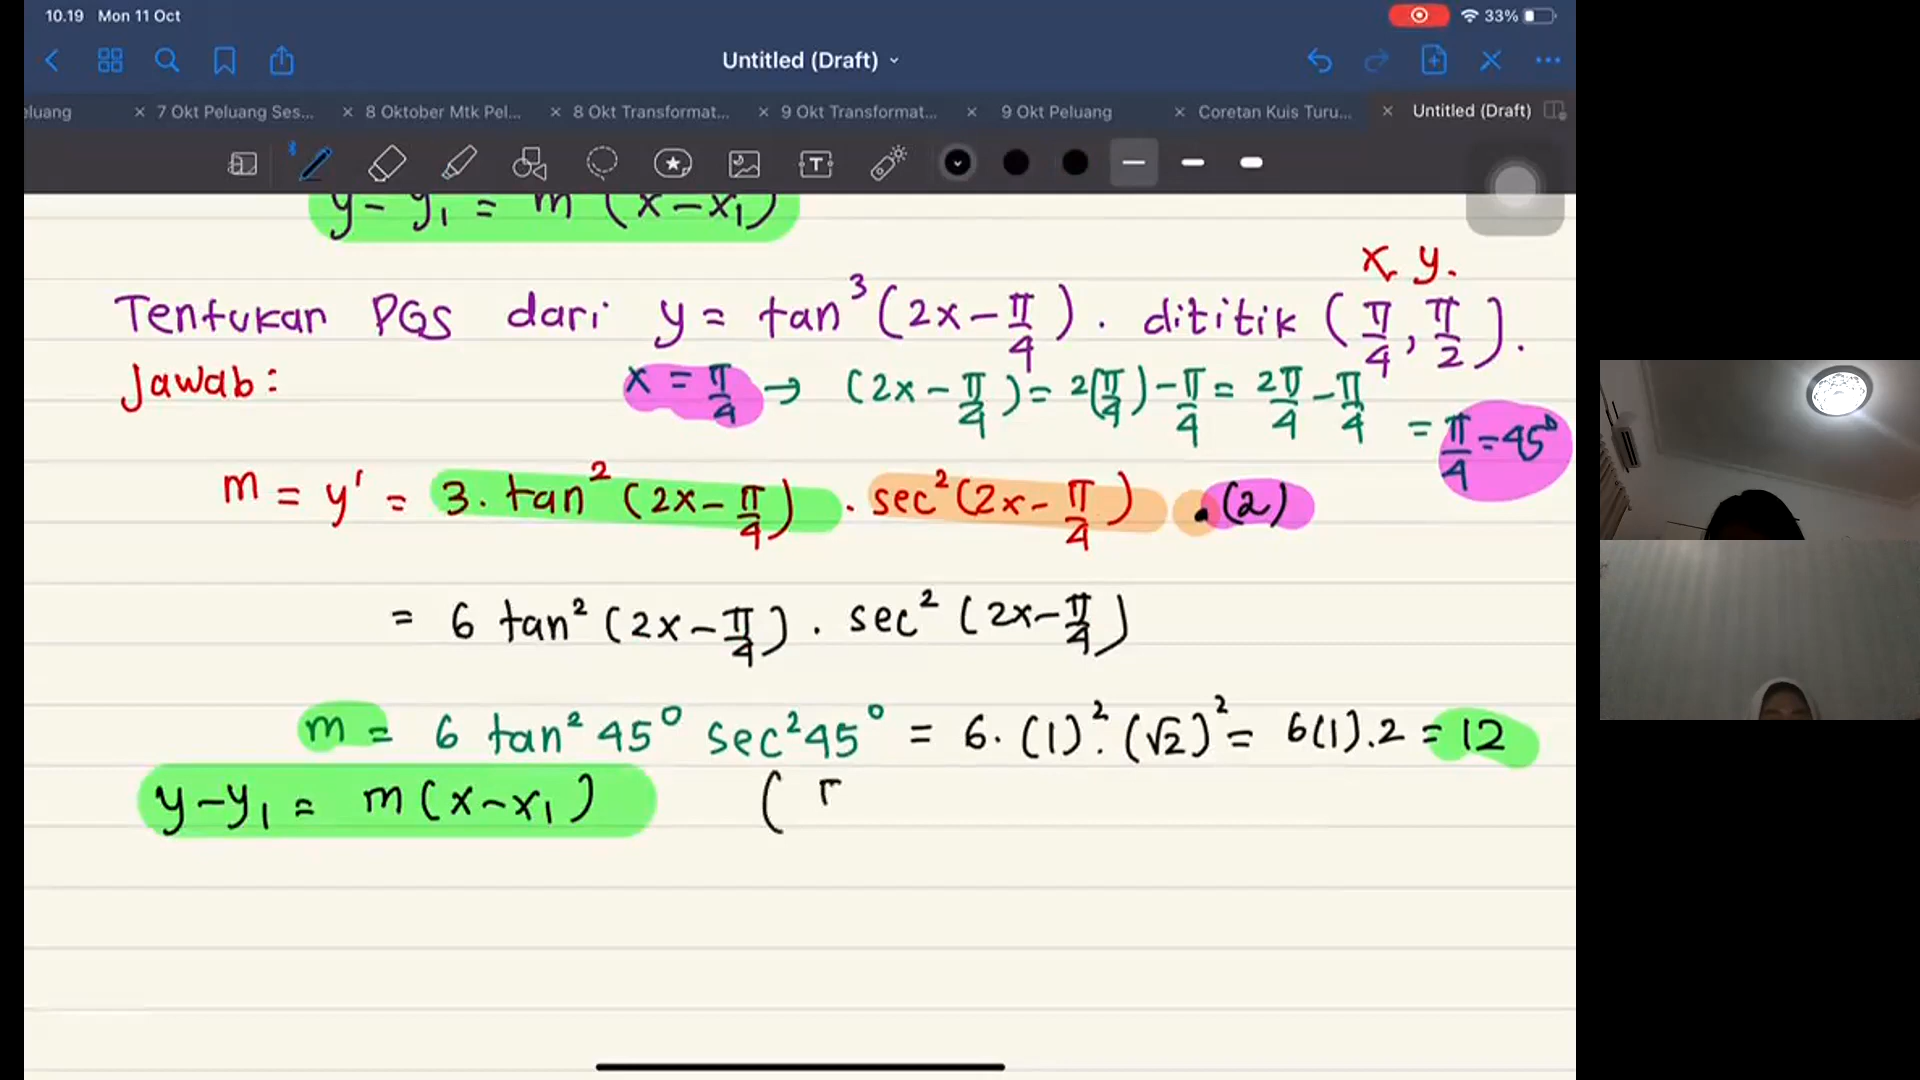 10.19 Mon 11 Oct 33%
Untitled (Draft)
eluang × 7 Okt Peluang Ses... × 8 Oktober Mtk Pel... × 8 Okt Transformat... × 9 Okt Transformat... × 9 Okt Peluang × Coretan Kuis Turu... × Untitled (Draft)
y - y₁ = m (x - x₁)
x, y.
Tentukan PGS dari y = tan³ (2x - π/4). dititik (π/4, π/2).
Jawab: x = π/4 → (2x - π/4) = 2(π/4) - π/4 = 2π/4 - π/4
= π/4 = 45°
m = y' = 3. tan² (2x - π/4) . sec² (2x - π/4) . (2)
= 6 tan² (2x - π/4) . sec² (2x - π/4)
m = 6 tan² 45° sec² 45° = 6. (1)². (√2)² = 6(1).2 = 12
y - y₁ = m (x - x₁) (